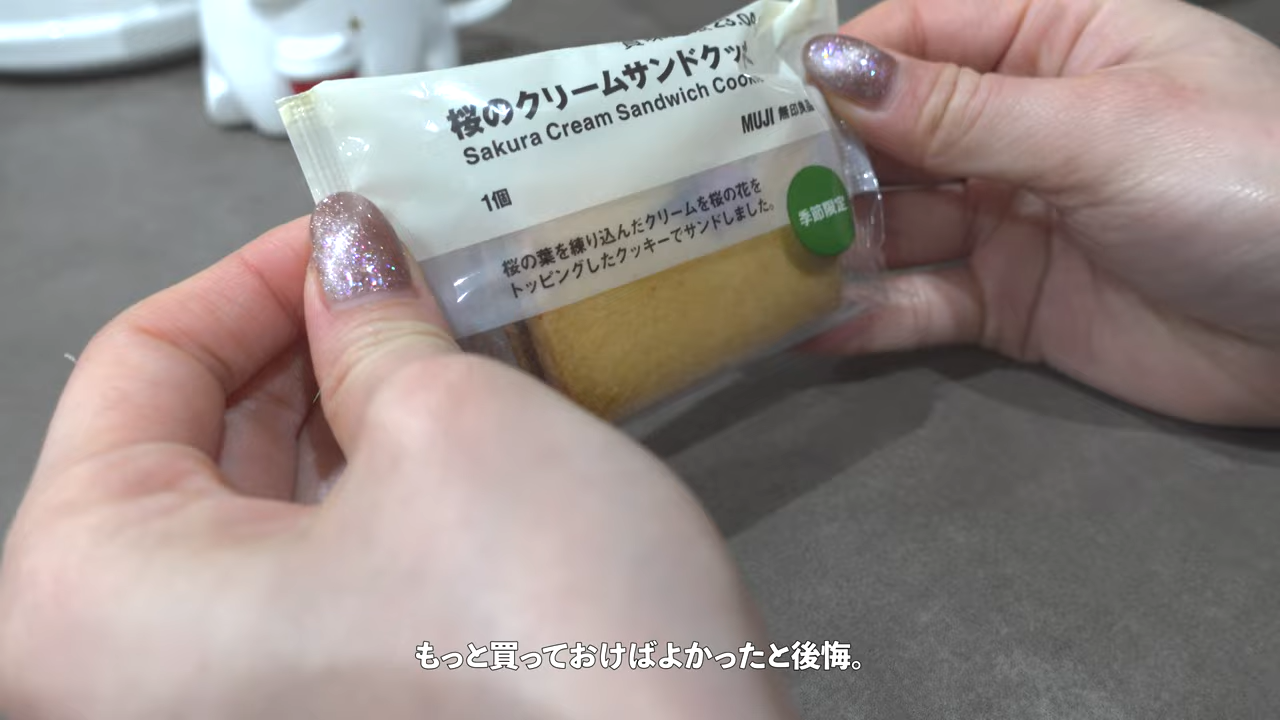 桜のクリームサンドクッ
Sakura Cream Sandwich
MUJI 無印良品
1個
桜の葉を練り込んだクリームを桜の花を
トッピングしたクッキーでサンドしました。
季節限定
もっと買っておけばよかったと後悔。